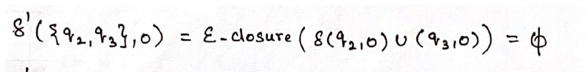 δ'({q₂,q₃},0) = ε-closure(δ(q₂,0) ∪ (q₃,0)) = ϕ